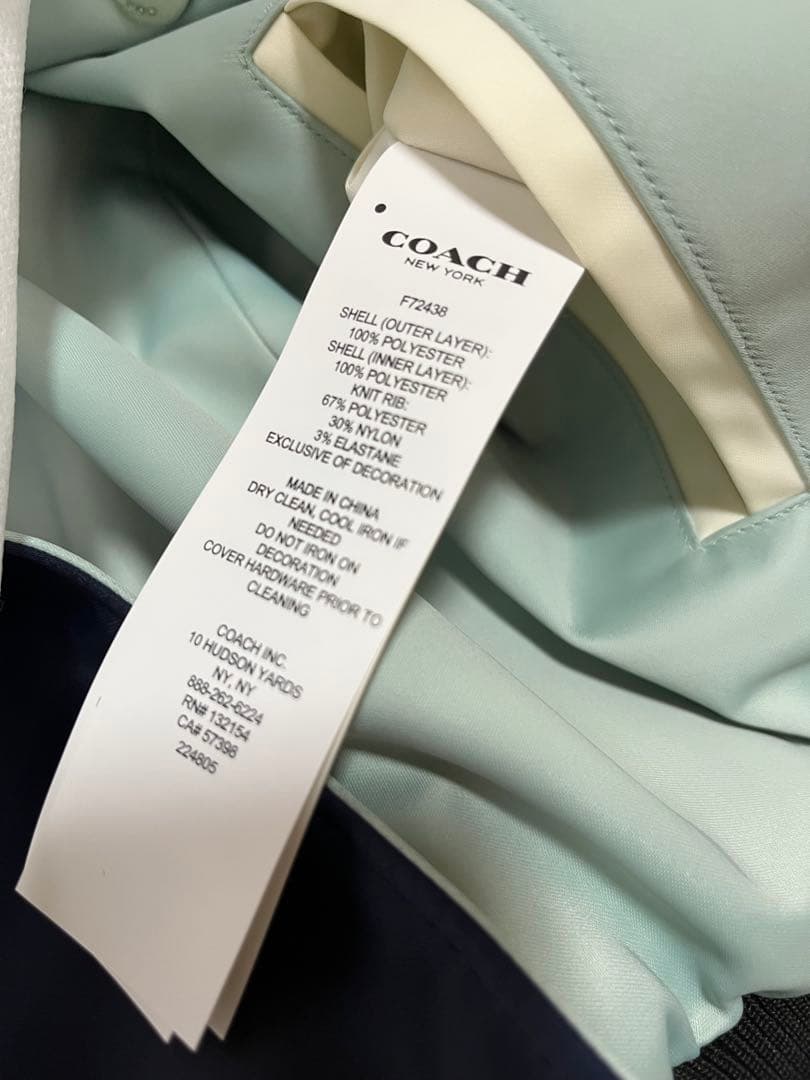 COACH
NEW YORK
F72438
SHELL (OUTER LAYER):
100% POLYESTER
SHELL (INNER LAYER):
100% POLYESTER
KNIT RIB:
67% POLYESTER
30% NYLON
3% ELASTANE
EXCLUSIVE OF DECORATION
MADE IN CHINA
DRY CLEAN, COOL IRON IF
NEEDED
DO NOT IRON ON
DECORATION
COVER HARDWARE PRIOR TO
CLEANING
COACH INC.
10 HUDSON YARDS
NY, NY
888-262-6224
RN# 132154
CA# 57398
224805